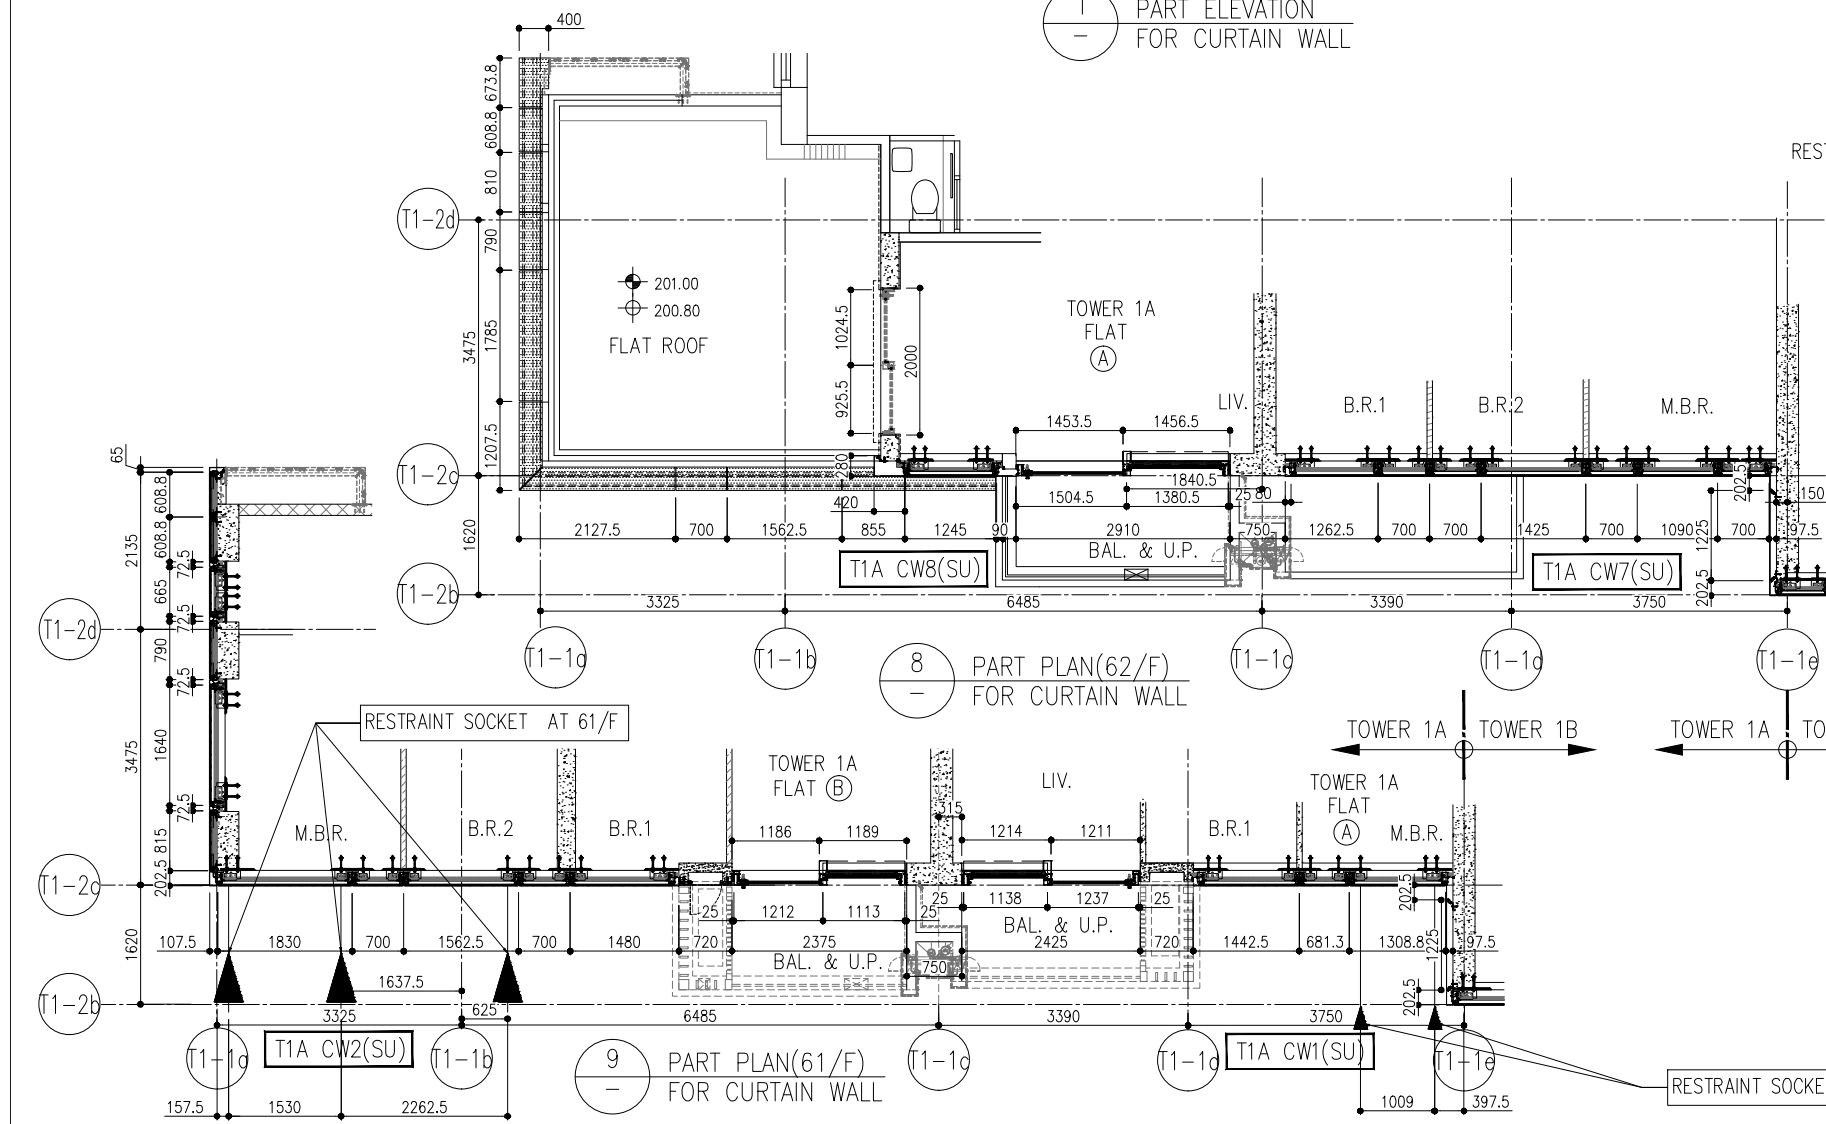 1
PART ELEVATION
–
FOR CURTAIN WALL
400
673.8
608.8
810
790
1785
1207.5
3475
1620
T1-2d
T1-2c
T1-2b
REST
201.00
200.80
FLAT ROOF
1024.5
925.5
2000
280
420
TOWER 1A
FLAT
A
LIV.
B.R.1
B.R.2
M.B.R.
1453.5
1456.5
1840.5
1504.5
1380.5
25
80
202.5
150
2127.5
700
1562.5
855
1245
90
2910
750
1262.5
700
700
1425
700
1090
700
97.5
1225
202.5
BAL. & U.P.
T1A CW8(SU)
T1A CW7(SU)
3325
6485
3390
3750
T1-1a
T1-1b
T1-1c
T1-1d
T1-1e
8
PART PLAN(62/F)
–
FOR CURTAIN WALL
65
608.8
608.8
72.5
665
72.5
790
72.5
1640
72.5
815
202.5
2135
3475
1620
T1-2d
T1-2c
T1-2b
RESTRAINT SOCKET AT 61/F
TOWER 1A
TOWER 1B
TOWER 1A
TO
TOWER 1A
FLAT B
LIV.
TOWER 1A
FLAT
A
M.B.R.
B.R.2
B.R.1
B.R.1
M.B.R.
1186
1189
315
1214
1211
25
1212
1113
25
25
1138
1237
25
202.5
107.5
1830
700
1562.5
700
1480
720
2375
750
2425
720
1442.5
681.3
1308.8
97.5
1225
202.5
BAL. & U.P.
BAL. & U.P.
1637.5
625
3325
6485
3390
3750
T1-1a
T1A CW2(SU)
T1-1b
T1-1c
T1-1d
T1A CW1(SU)
T1-1e
9
PART PLAN(61/F)
–
FOR CURTAIN WALL
RESTRAINT SOCKE
157.5
1530
2262.5
1009
397.5